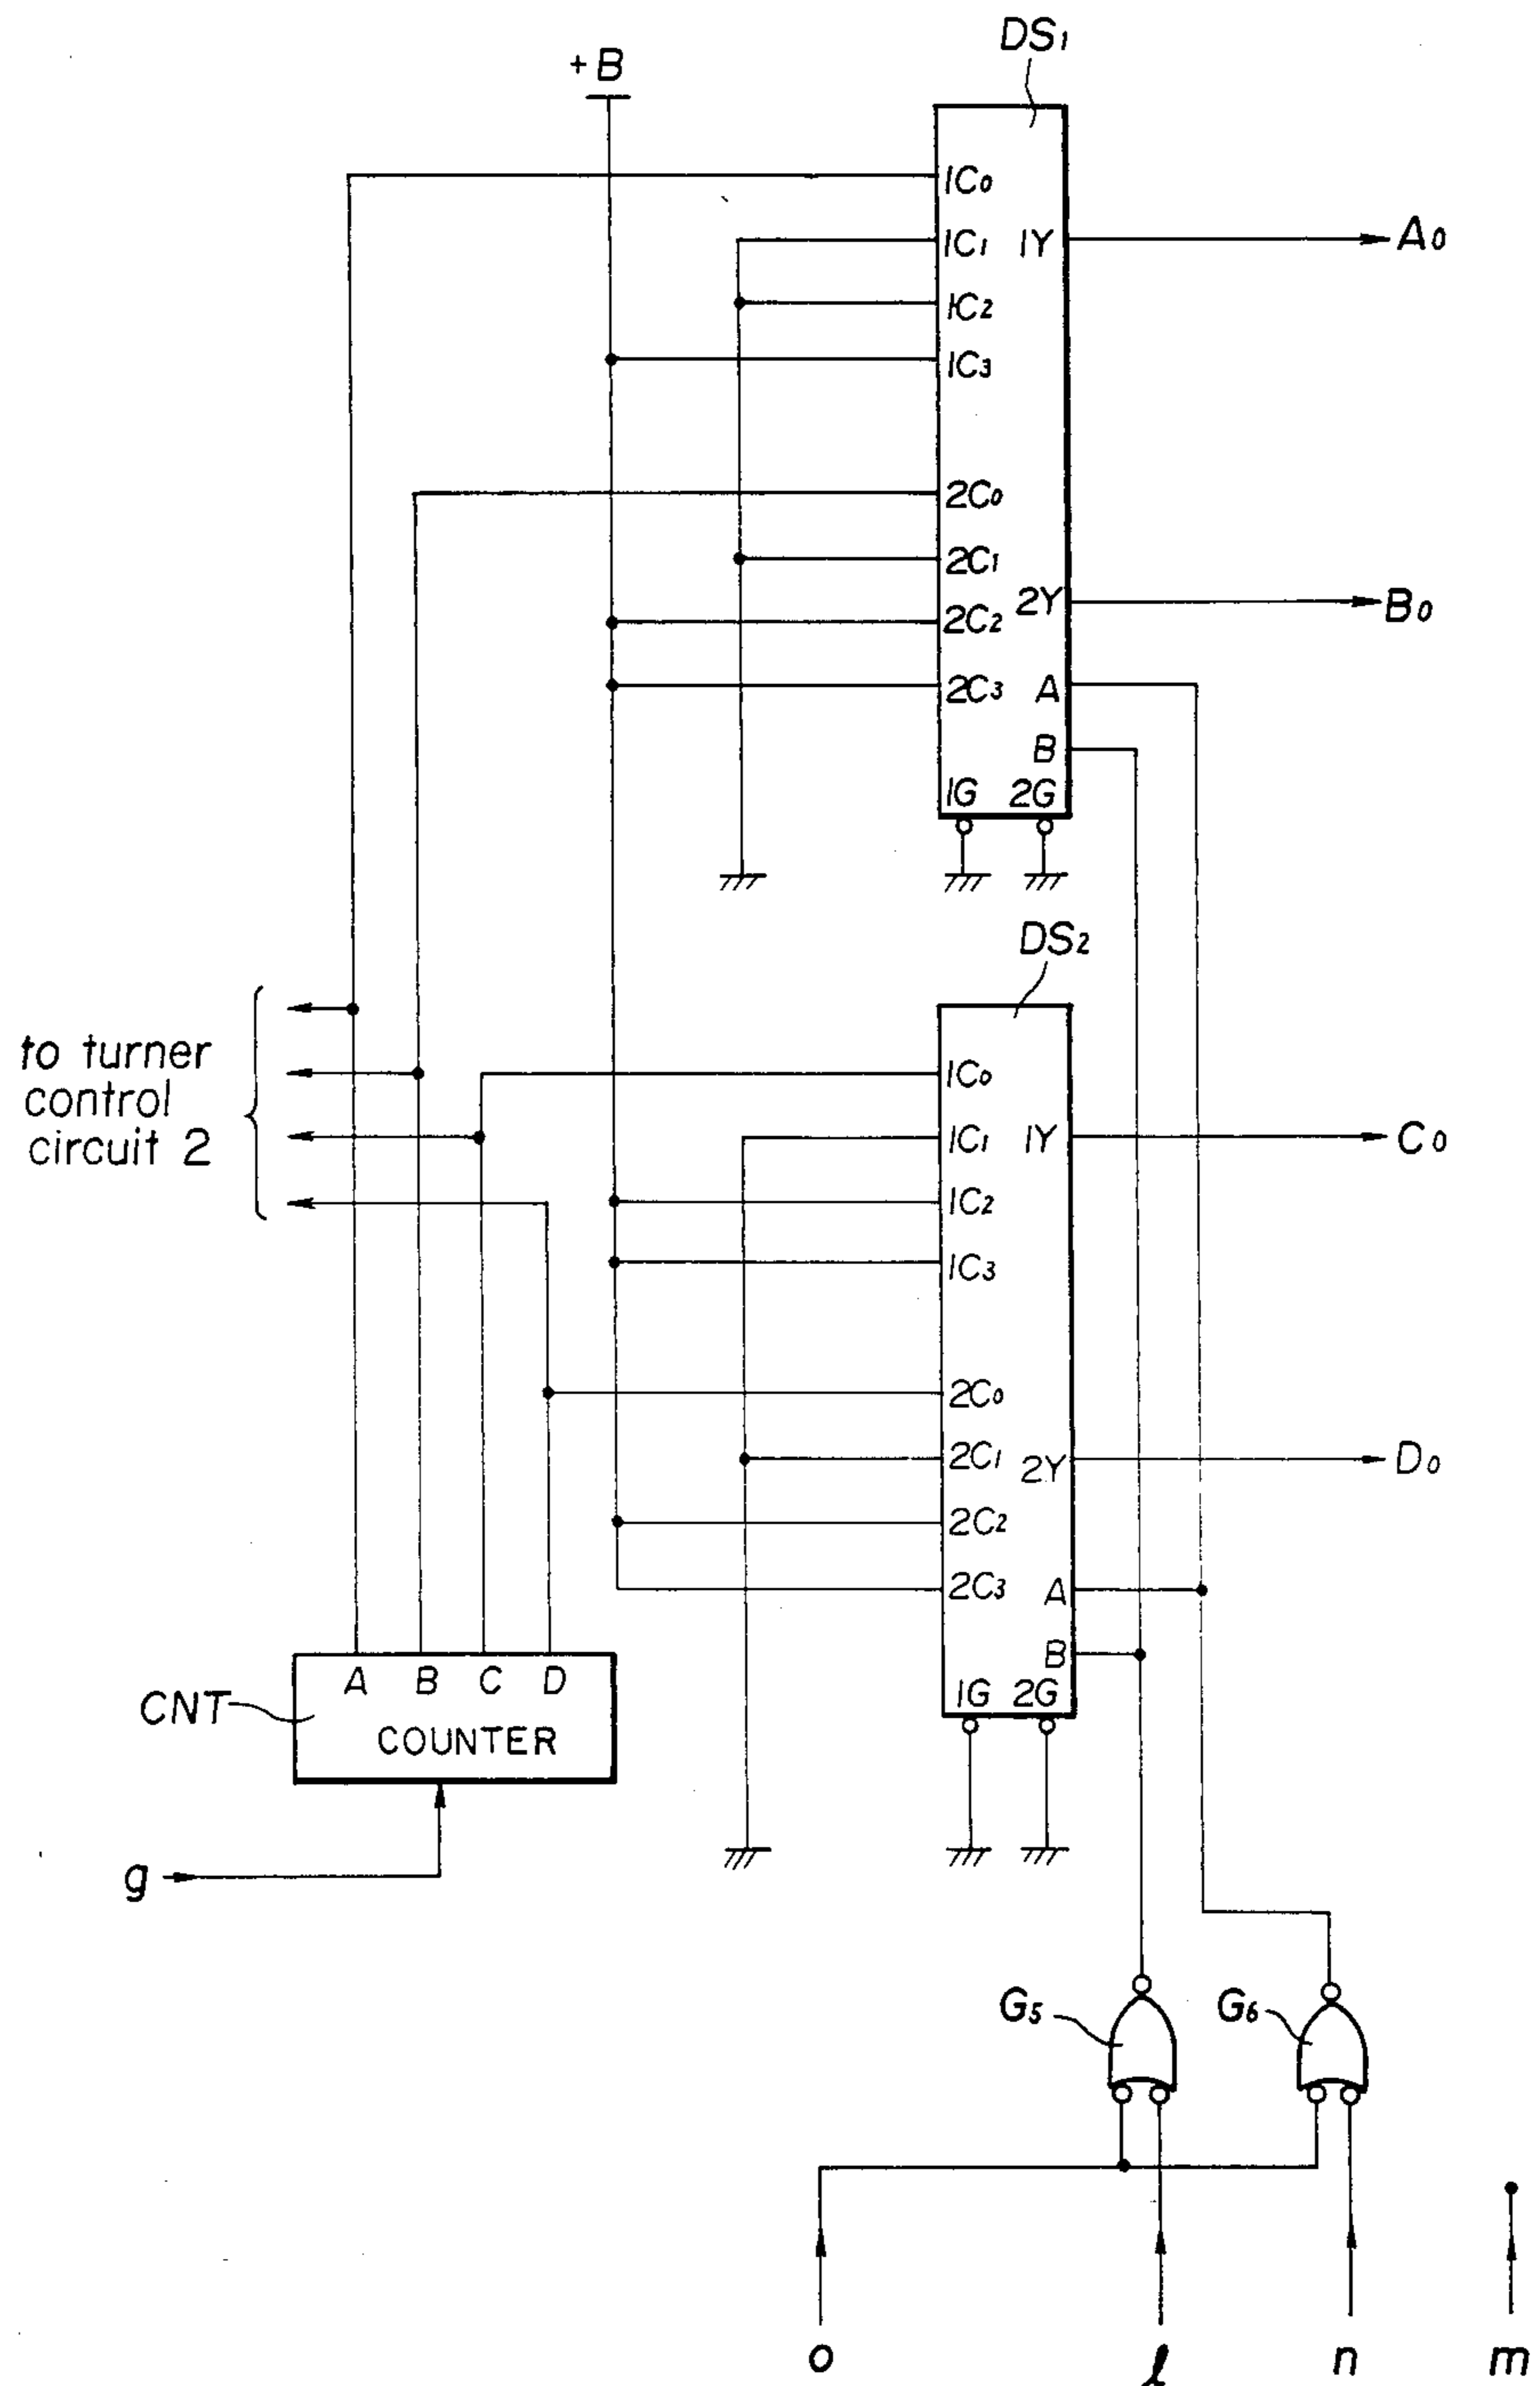 DS1
+B
1C0
1C1 1Y A0
1C2
1C3
2C0
2C1
2Y B0
2C2
2C3 A
B
1G 2G
DS2
to turner
control
circuit 2
1C0
1C1 1Y C0
1C2
1C3
2C0
2C1 2Y D0
2C2
2C3 A
B
1G 2G
A B C D
CNT
COUNTER
g
G5 G6
o l n m